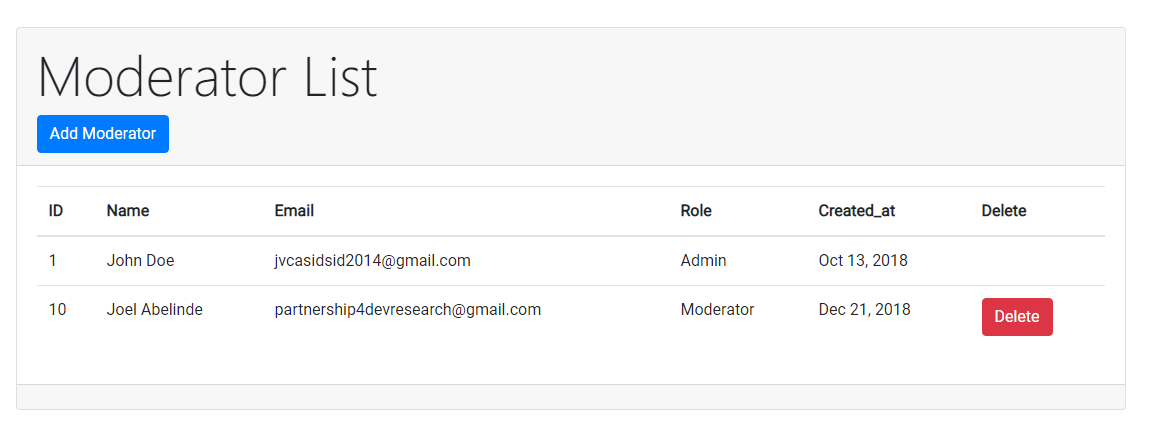 Moderator List
Add Moderator
ID Name Email Role Created_at Delete
1 John Doe jvcasidsid2014@gmail.com Admin Oct 13, 2018
10 Joel Abelinde partnership4devresearch@gmail.com Moderator Dec 21, 2018 Delete